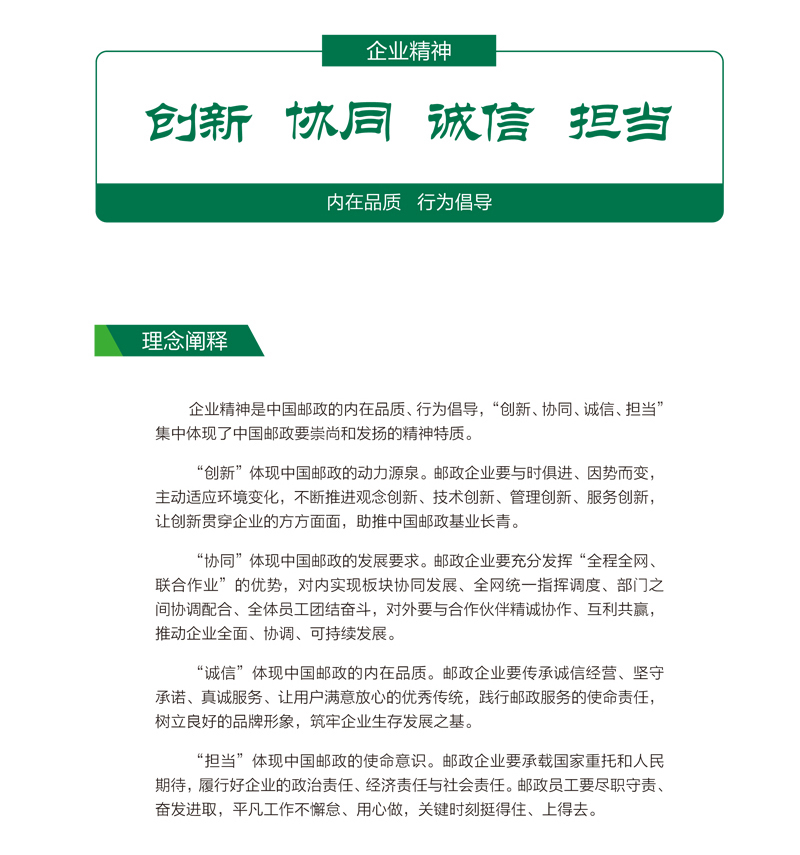 企业精神
创新 协同 诚信 担当
内在品质 行为倡导
理念阐释
企业精神是中国邮政的内在品质、行为倡导，“创新、协同、诚信、担当”
集中体现了中国邮政要崇尚和发扬的精神特质。
“创新”体现中国邮政的动力源泉。邮政企业要与时俱进、因势而变，
主动适应环境变化，不断推进观念创新、技术创新、管理创新、服务创新，
让创新贯穿企业的方方面面，助推中国邮政基业长青。
“协同”体现中国邮政的发展要求。邮政企业要充分发挥“全程全网、
联合作业”的优势，对内实现板块协同发展、全网统一指挥调度、部门之
间协调配合、全体员工团结奋斗，对外要与合作伙伴精诚协作、互利共赢，
推动企业全面、协调、可持续发展。
“诚信”体现中国邮政的内在品质。邮政企业要传承诚信经营、坚守
承诺、真诚服务、让用户满意放心的优秀传统，践行邮政服务的使命责任，
树立良好的品牌形象，筑牢企业生存发展之基。
“担当”体现中国邮政的使命意识。邮政企业要承载国家重托和人民
期待，履行好企业的政治责任、经济责任与社会责任。邮政员工要尽职守责、
奋发进取，平凡工作不懈怠、用心做，关键时刻挺得住、上得去。